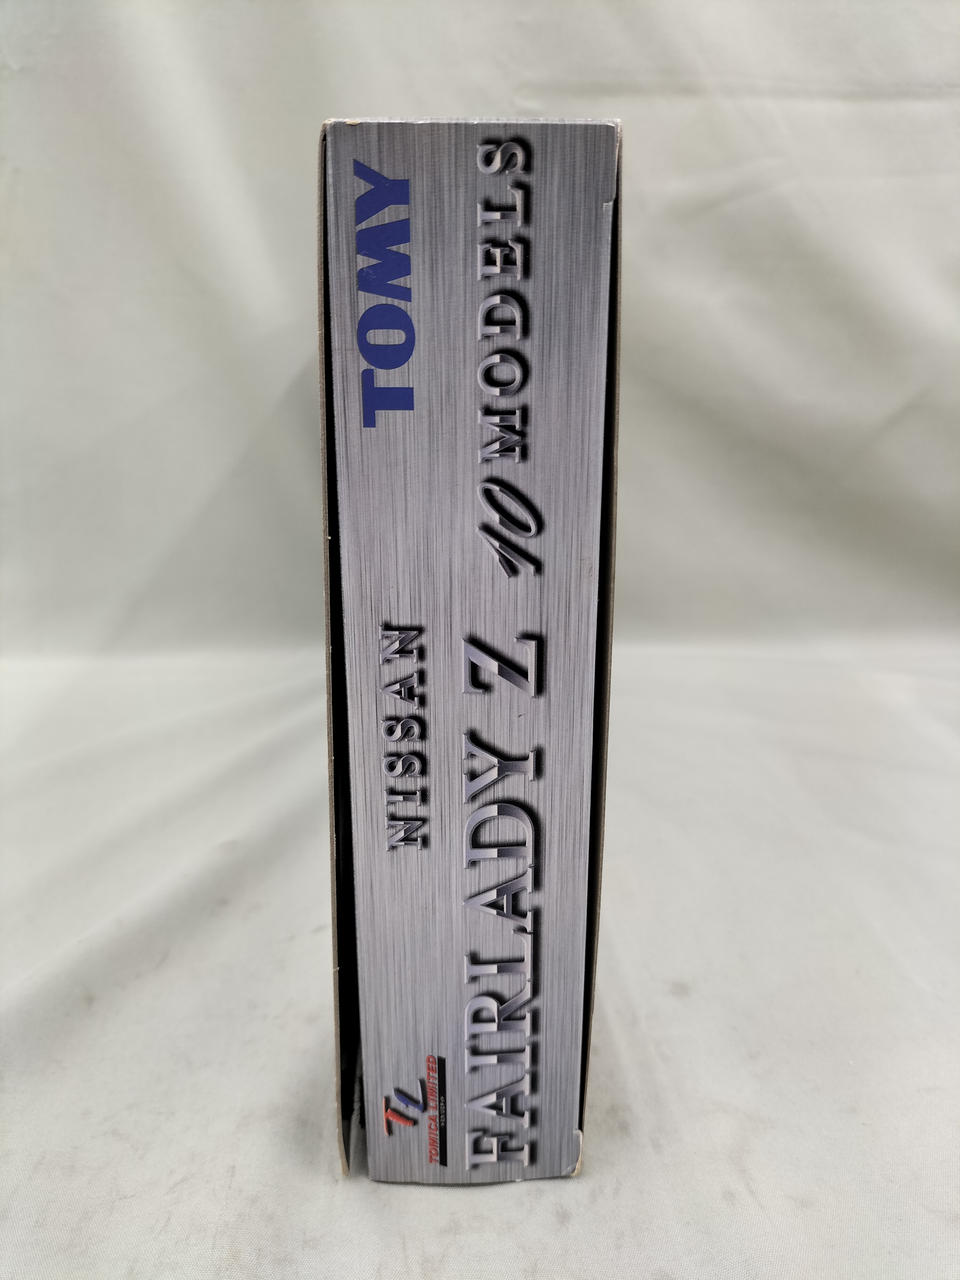 NISSAN
TOMY
FAIRLADY Z 10 MODELS
TL
TOMICA LIMITED